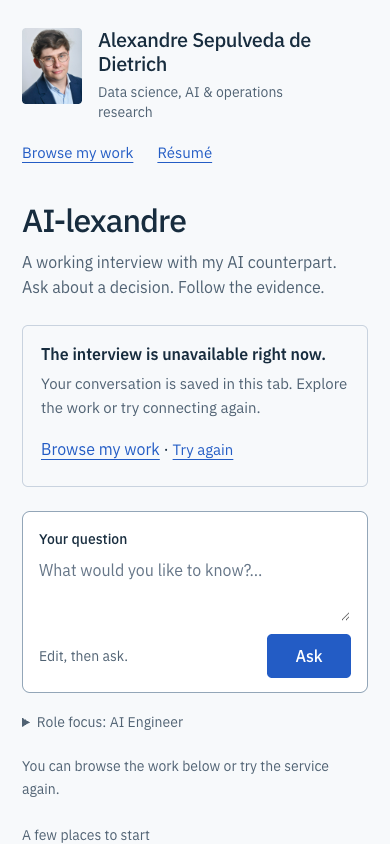 Alexandre Sepulveda de
Dietrich
Data science, AI & operations
research
Browse my work
Résumé
AI-lexandre
A working interview with my AI counterpart.
Ask about a decision. Follow the evidence.
The interview is unavailable right now.
Your conversation is saved in this tab. Explore
the work or try connecting again.
Browse my work · Try again
Your question
What would you like to know?...
Edit, then ask.
Ask
Role focus: AI Engineer
You can browse the work below or try the service
again.
A few places to start